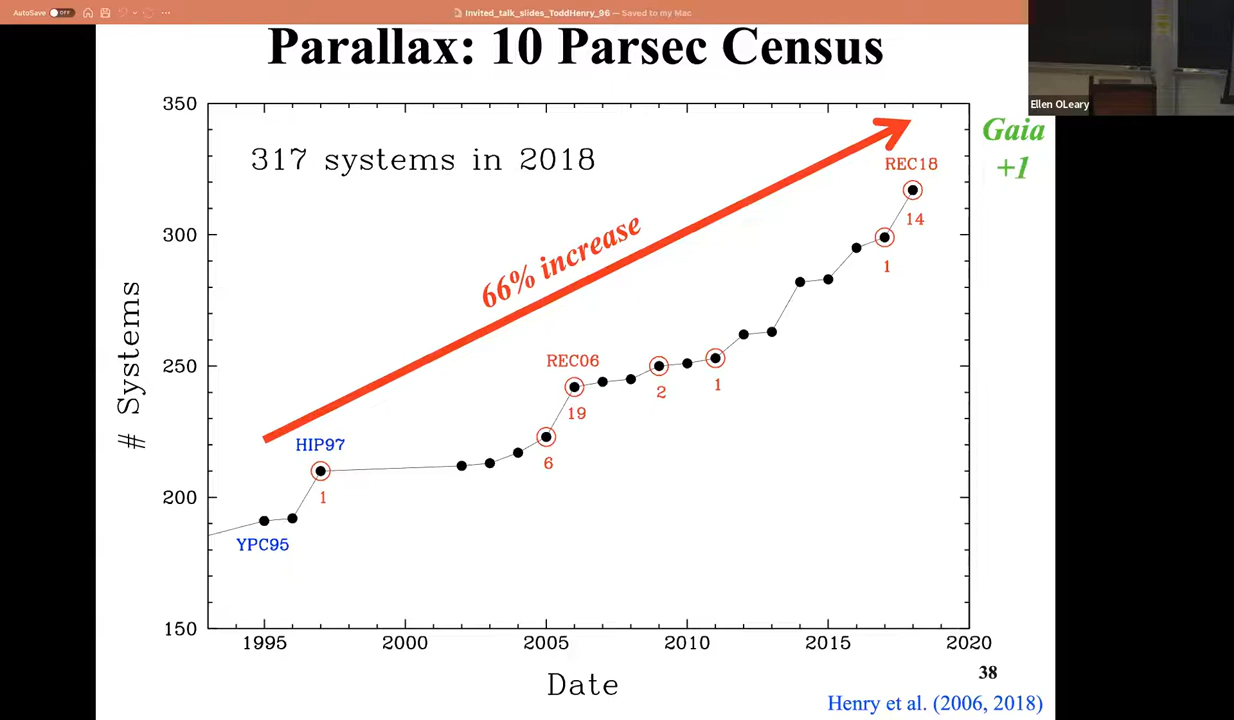 AutoSave OFF
Invited_talk_slides_ToddHenry_96 — Saved to my Mac
Parallax: 10 Parsec Census
Ellen OLeary
Gaia
+1
317 systems in 2018
66% increase
REC18
14
1
REC06
19
2
1
6
HIP97
1
YPC95
350
300
250
200
150
# Systems
1995
2000
2005
2010
2015
2020
Date
38
Henry et al. (2006, 2018)